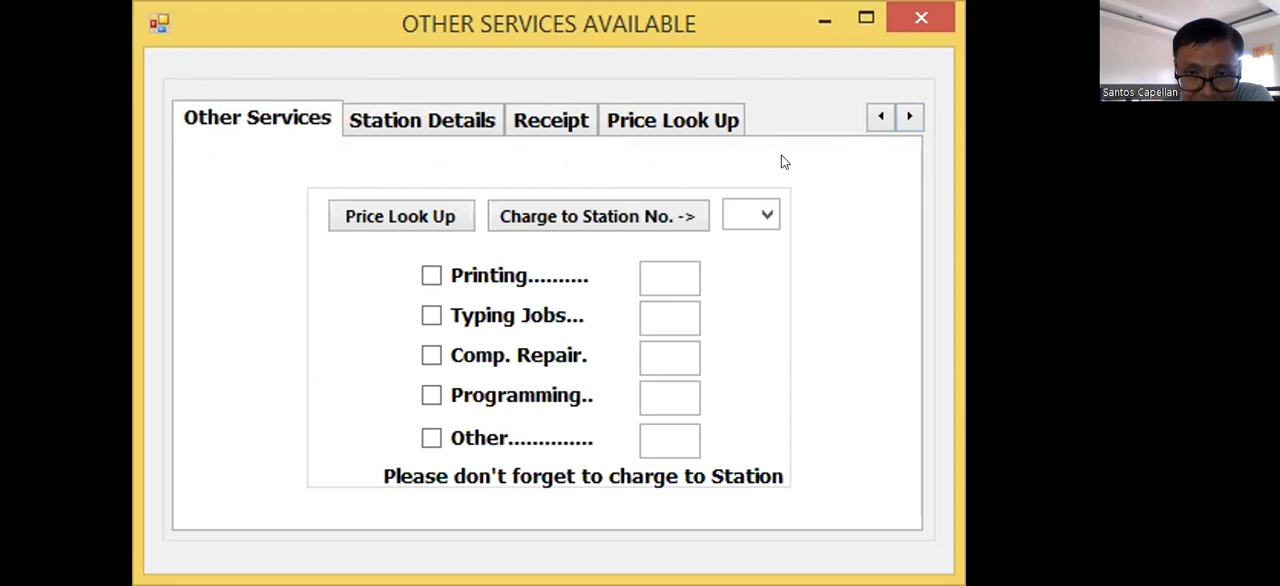 OTHER SERVICES AVAILABLE
Santos Capellan
Other Services Station Details Receipt Price Look Up
Price Look Up Charge to Station No. ->
Printing..........
Typing Jobs...
Comp. Repair.
Programming..
Other..............
Please don't forget to charge to Station